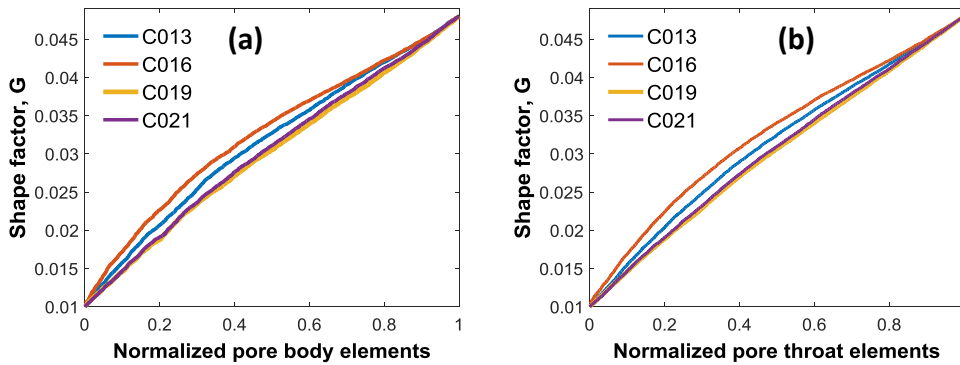 (a)
C013
C016
C019
C021
Shape factor, G
0.045
0.04
0.035
0.03
0.025
0.02
0.015
0.01
0 0.2 0.4 0.6 0.8 1
Normalized pore body elements
(b)
C013
C016
C019
C021
Shape factor, G
0.045
0.04
0.035
0.03
0.025
0.02
0.015
0.01
0 0.2 0.4 0.6 0.8
Normalized pore throat elements